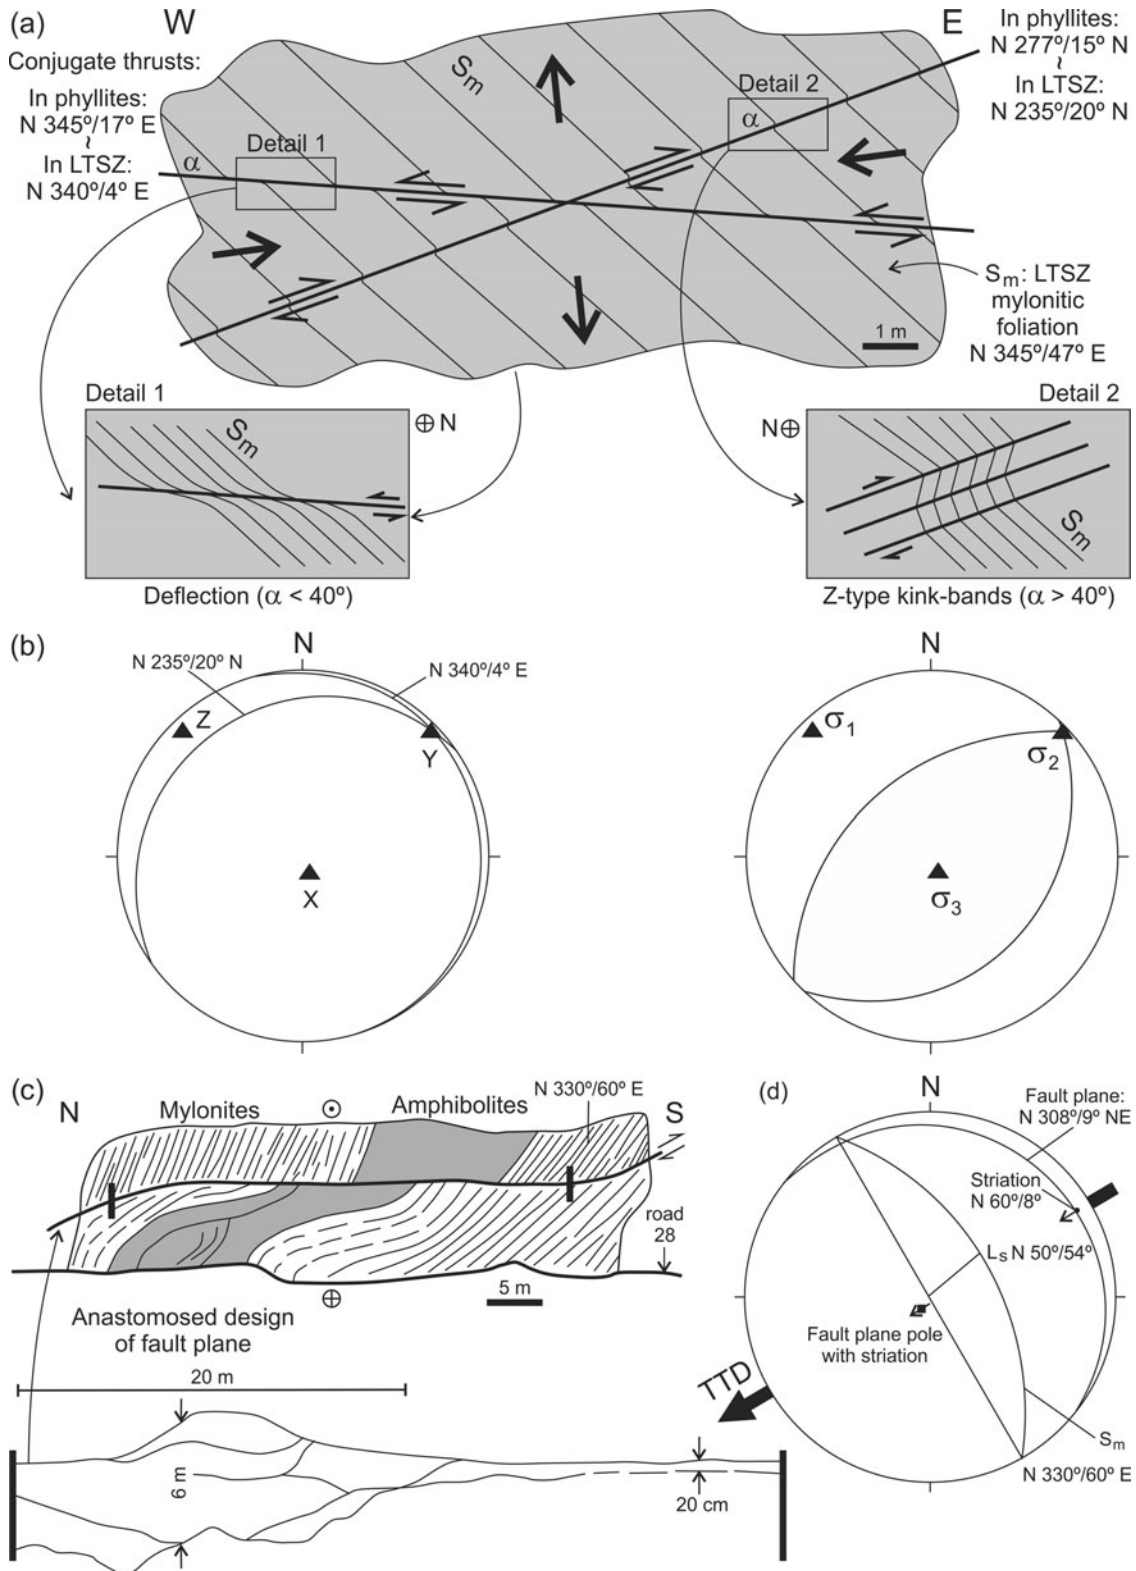 (a)
W
E
Conjugate thrusts:
In phyllites:
N 345º/17º E
~
In LTSZ:
N 340º/4º E
In phyllites:
N 277º/15º N
~
In LTSZ:
N 235º/20º N
Sm
Detail 1
α
Detail 2
α
Sm: LTSZ
mylonitic
foliation
N 345º/47º E
1 m
Detail 1
Sm
N
Deflection (α < 40º)
Detail 2
N
Sm
Z-type kink-bands (α > 40º)
(b)
N
N 235º/20º N
N 340º/4º E
Z
Y
X
N
σ1
σ2
σ3
(c)
N
S
Mylonites
Amphibolites
N 330º/60º E
road
28
5 m
Anastomosed design
of fault plane
20 m
6 m
20 cm
(d)
N
Fault plane:
N 308º/9º NE
Striation
N 60º/8º
Ls N 50º/54º
Fault plane pole
with striation
TTD
Sm
N 330º/60º E